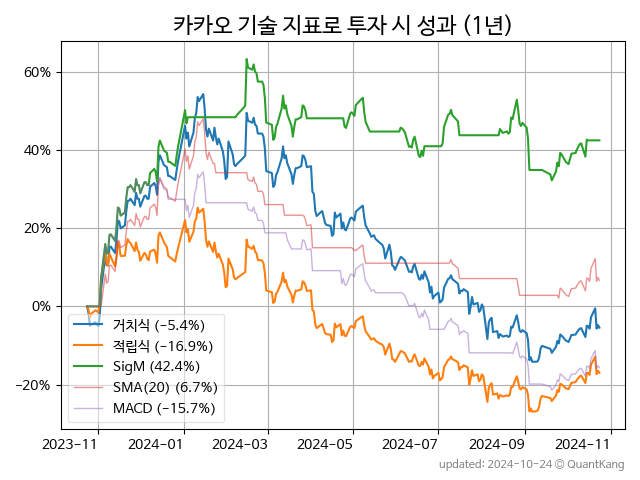 카카오 기술 지표로 투자 시 성과 (1년)
60%
40%
20%
0%
−20%
거치식 (−5.4%)
적립식 (−16.9%)
SigM (42.4%)
SMA(20) (6.7%)
MACD (−15.7%)
2023-11 2024-01 2024-03 2024-05 2024-07 2024-09 2024-11
updated: 2024-10-24 © QuantKang